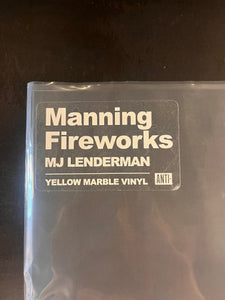 Manning
Fireworks
MJ LENDERMAN
YELLOW MARBLE VINYL ANTI-